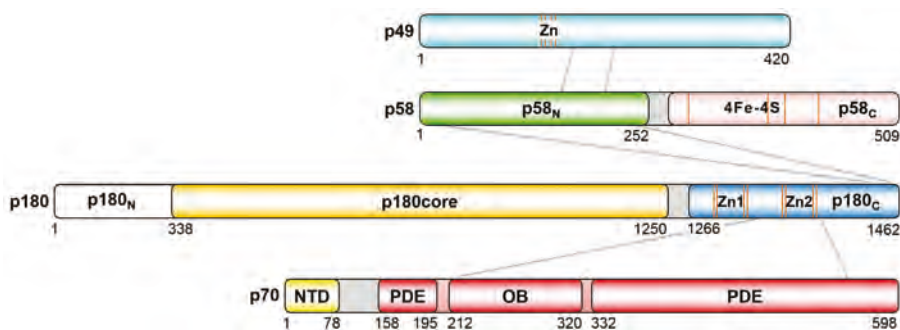 p49 Zn
1 420
p58 p58N 4Fe-4S p58C
1 252 509
p180 p180N p180core Zn1 Zn2 p180C
1 338 1250 1266 1462
p70 NTD PDE OB PDE
1 78 158 195 212 320 332 598